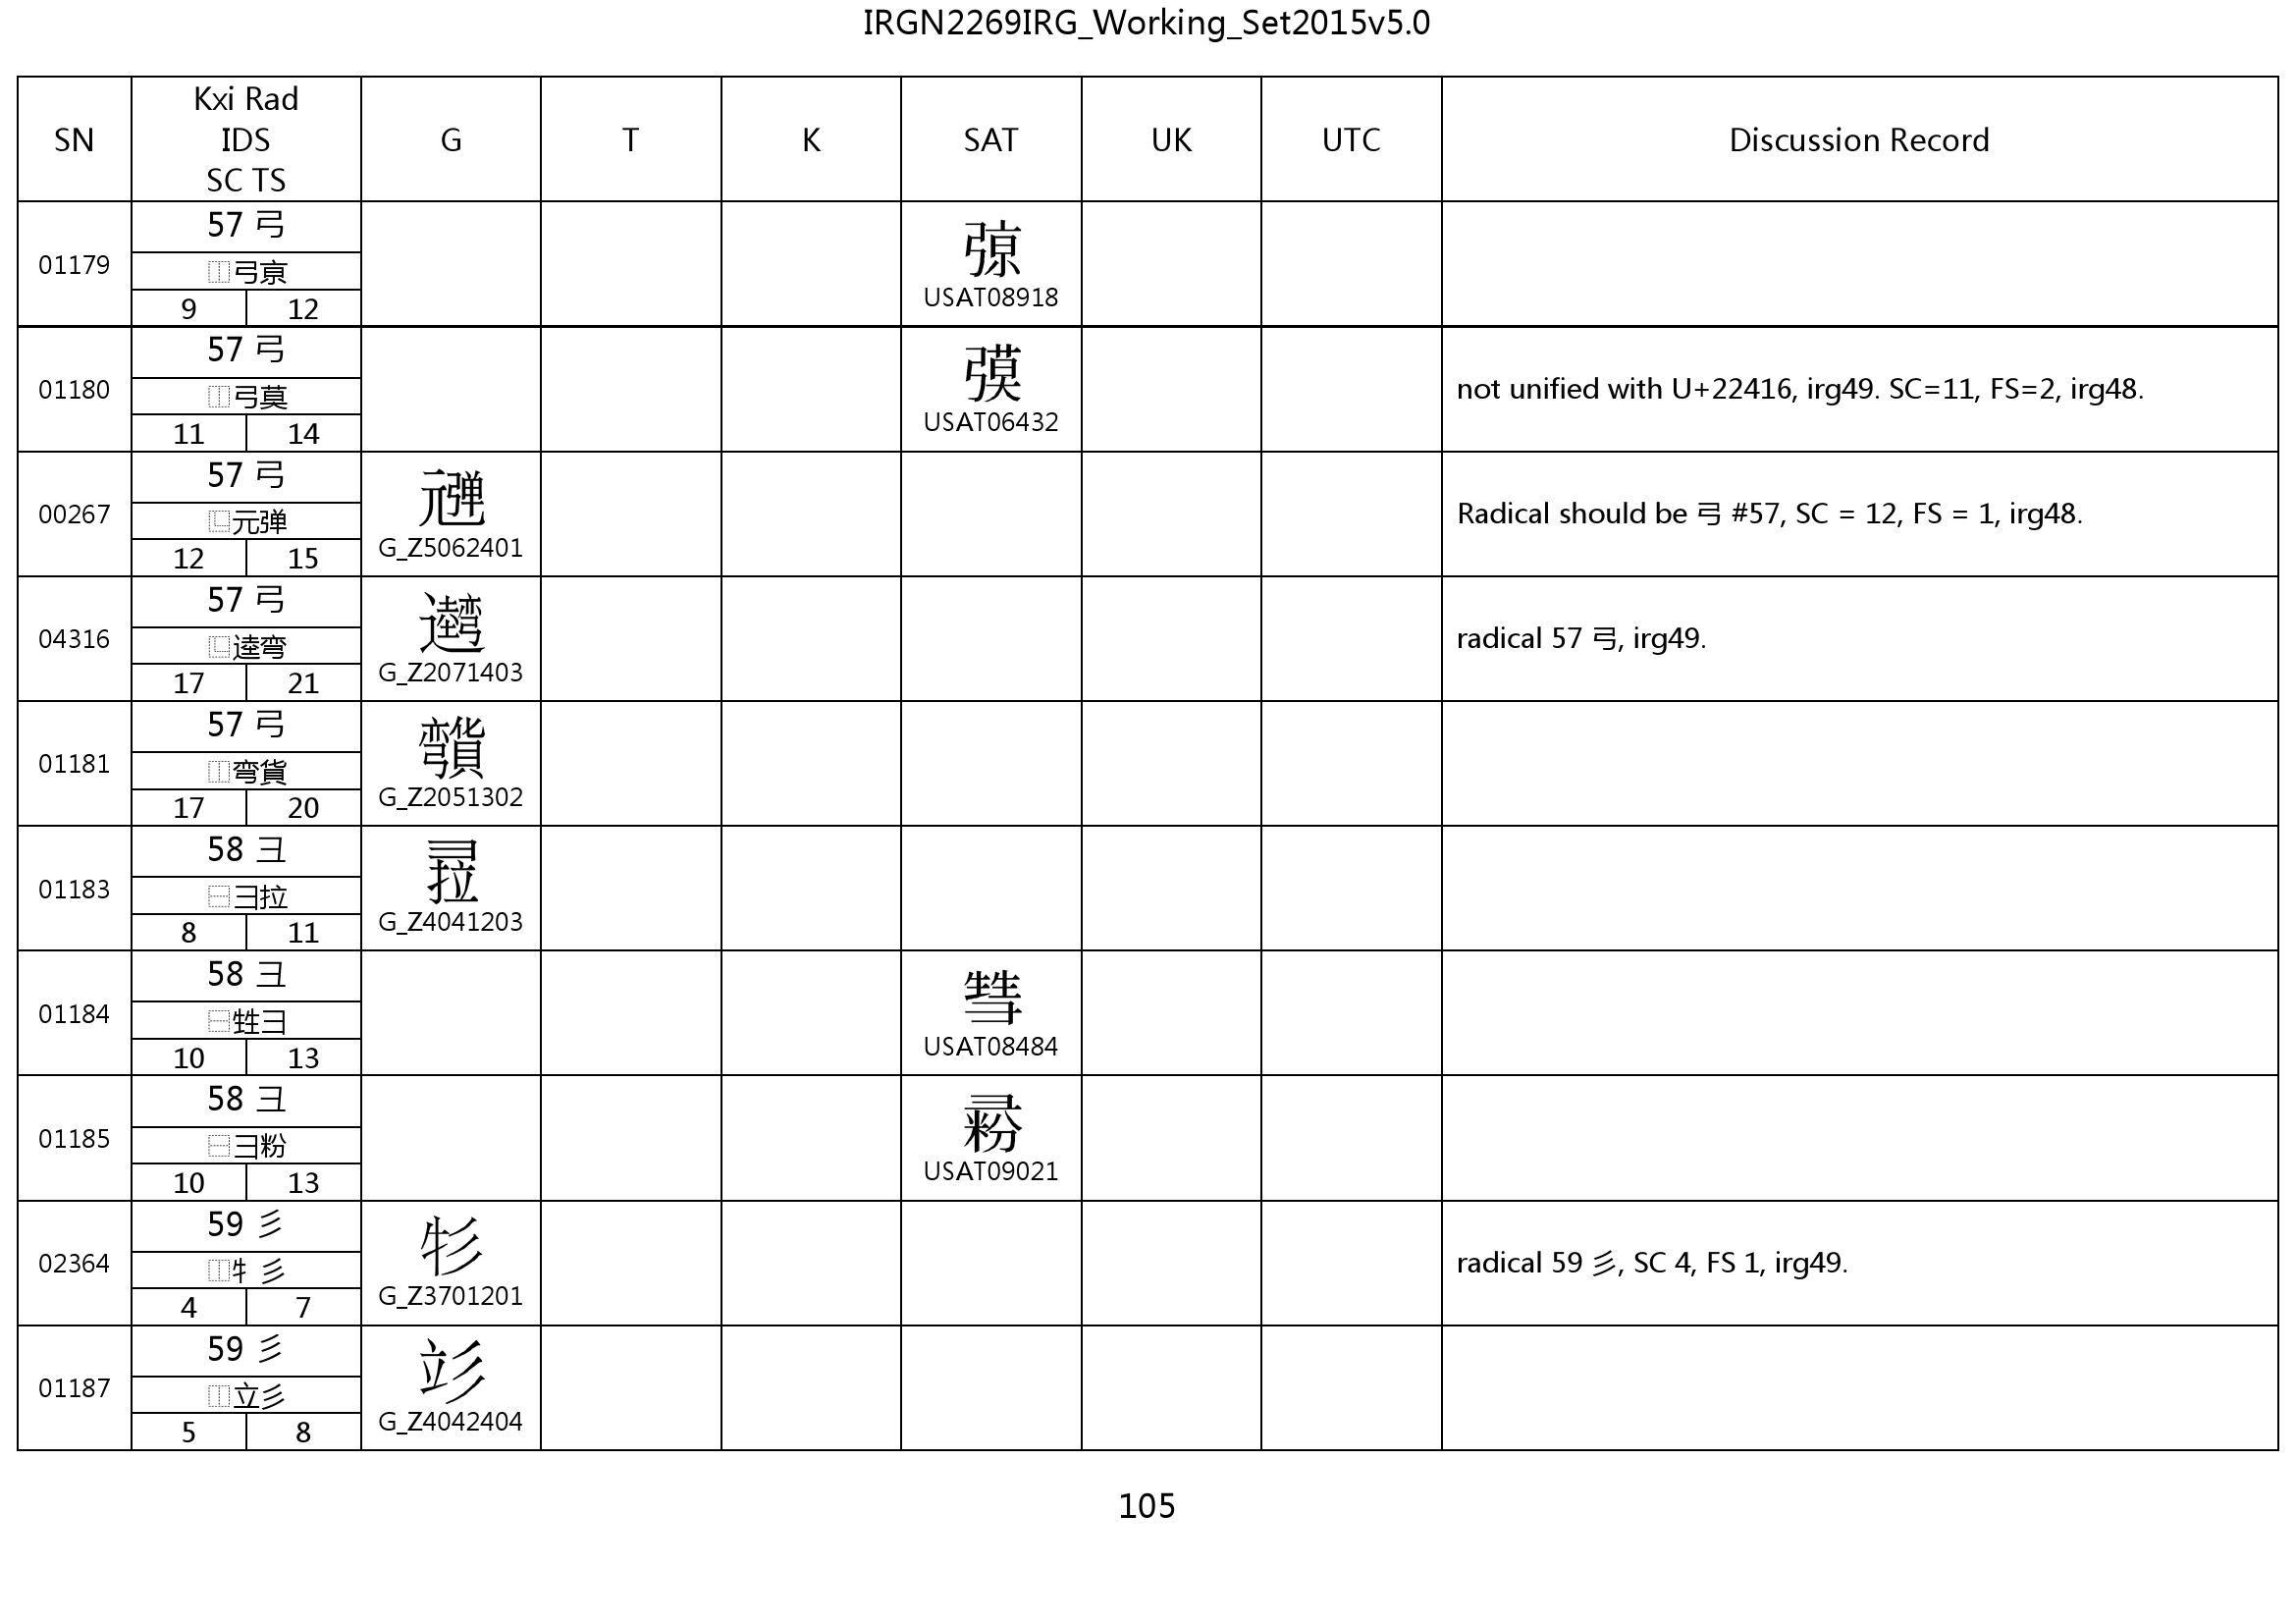 IRGN2269IRG_Working_Set2015v5.0
SN
Kxi Rad
IDS
SC TS
G
T
K
SAT
UK
UTC
Discussion Record
01179
57 弓
⿰弓亰
9 12
USAT08918
01180
57 弓
⿰弓莫
11 14
USAT06432
not unified with U+22416, irg49. SC=11, FS=2, irg48.
00267
57 弓
⿺元弹
12 15
G_Z5062401
Radical should be 弓 #57, SC = 12, FS = 1, irg48.
04316
57 弓
⿺逹弯
17 21
G_Z2071403
radical 57 弓, irg49.
01181
57 弓
⿰弯貨
17 20
G_Z2051302
01183
58 彐
⿱彐拉
8 11
G_Z4041203
01184
58 彐
⿱甡彐
10 13
USAT08484
01185
58 彐
⿱彐粉
10 13
USAT09021
02364
59 彡
⿰牜彡
4 7
G_Z3701201
radical 59 彡, SC 4, FS 1, irg49.
01187
59 彡
⿰立彡
5 8
G_Z4042404
105